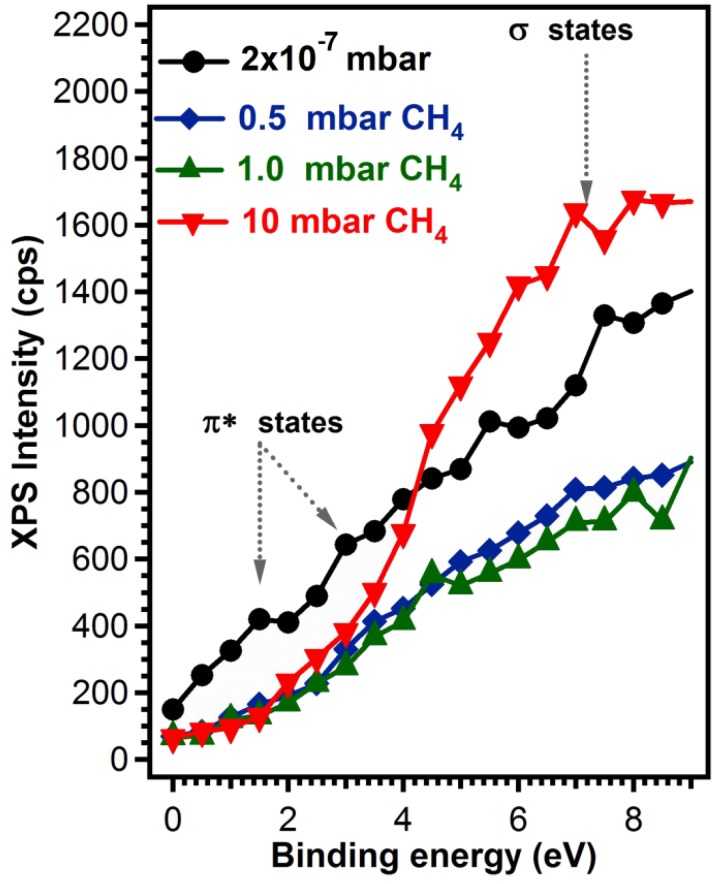 2200
2000
1800
1600
1400
1200
1000
800
600
400
200
0
XPS Intensity (cps)
2x10⁻⁷ mbar
0.5 mbar CH₄
1.0 mbar CH₄
10 mbar CH₄
σ states
π* states
0 2 4 6 8
Binding energy (eV)